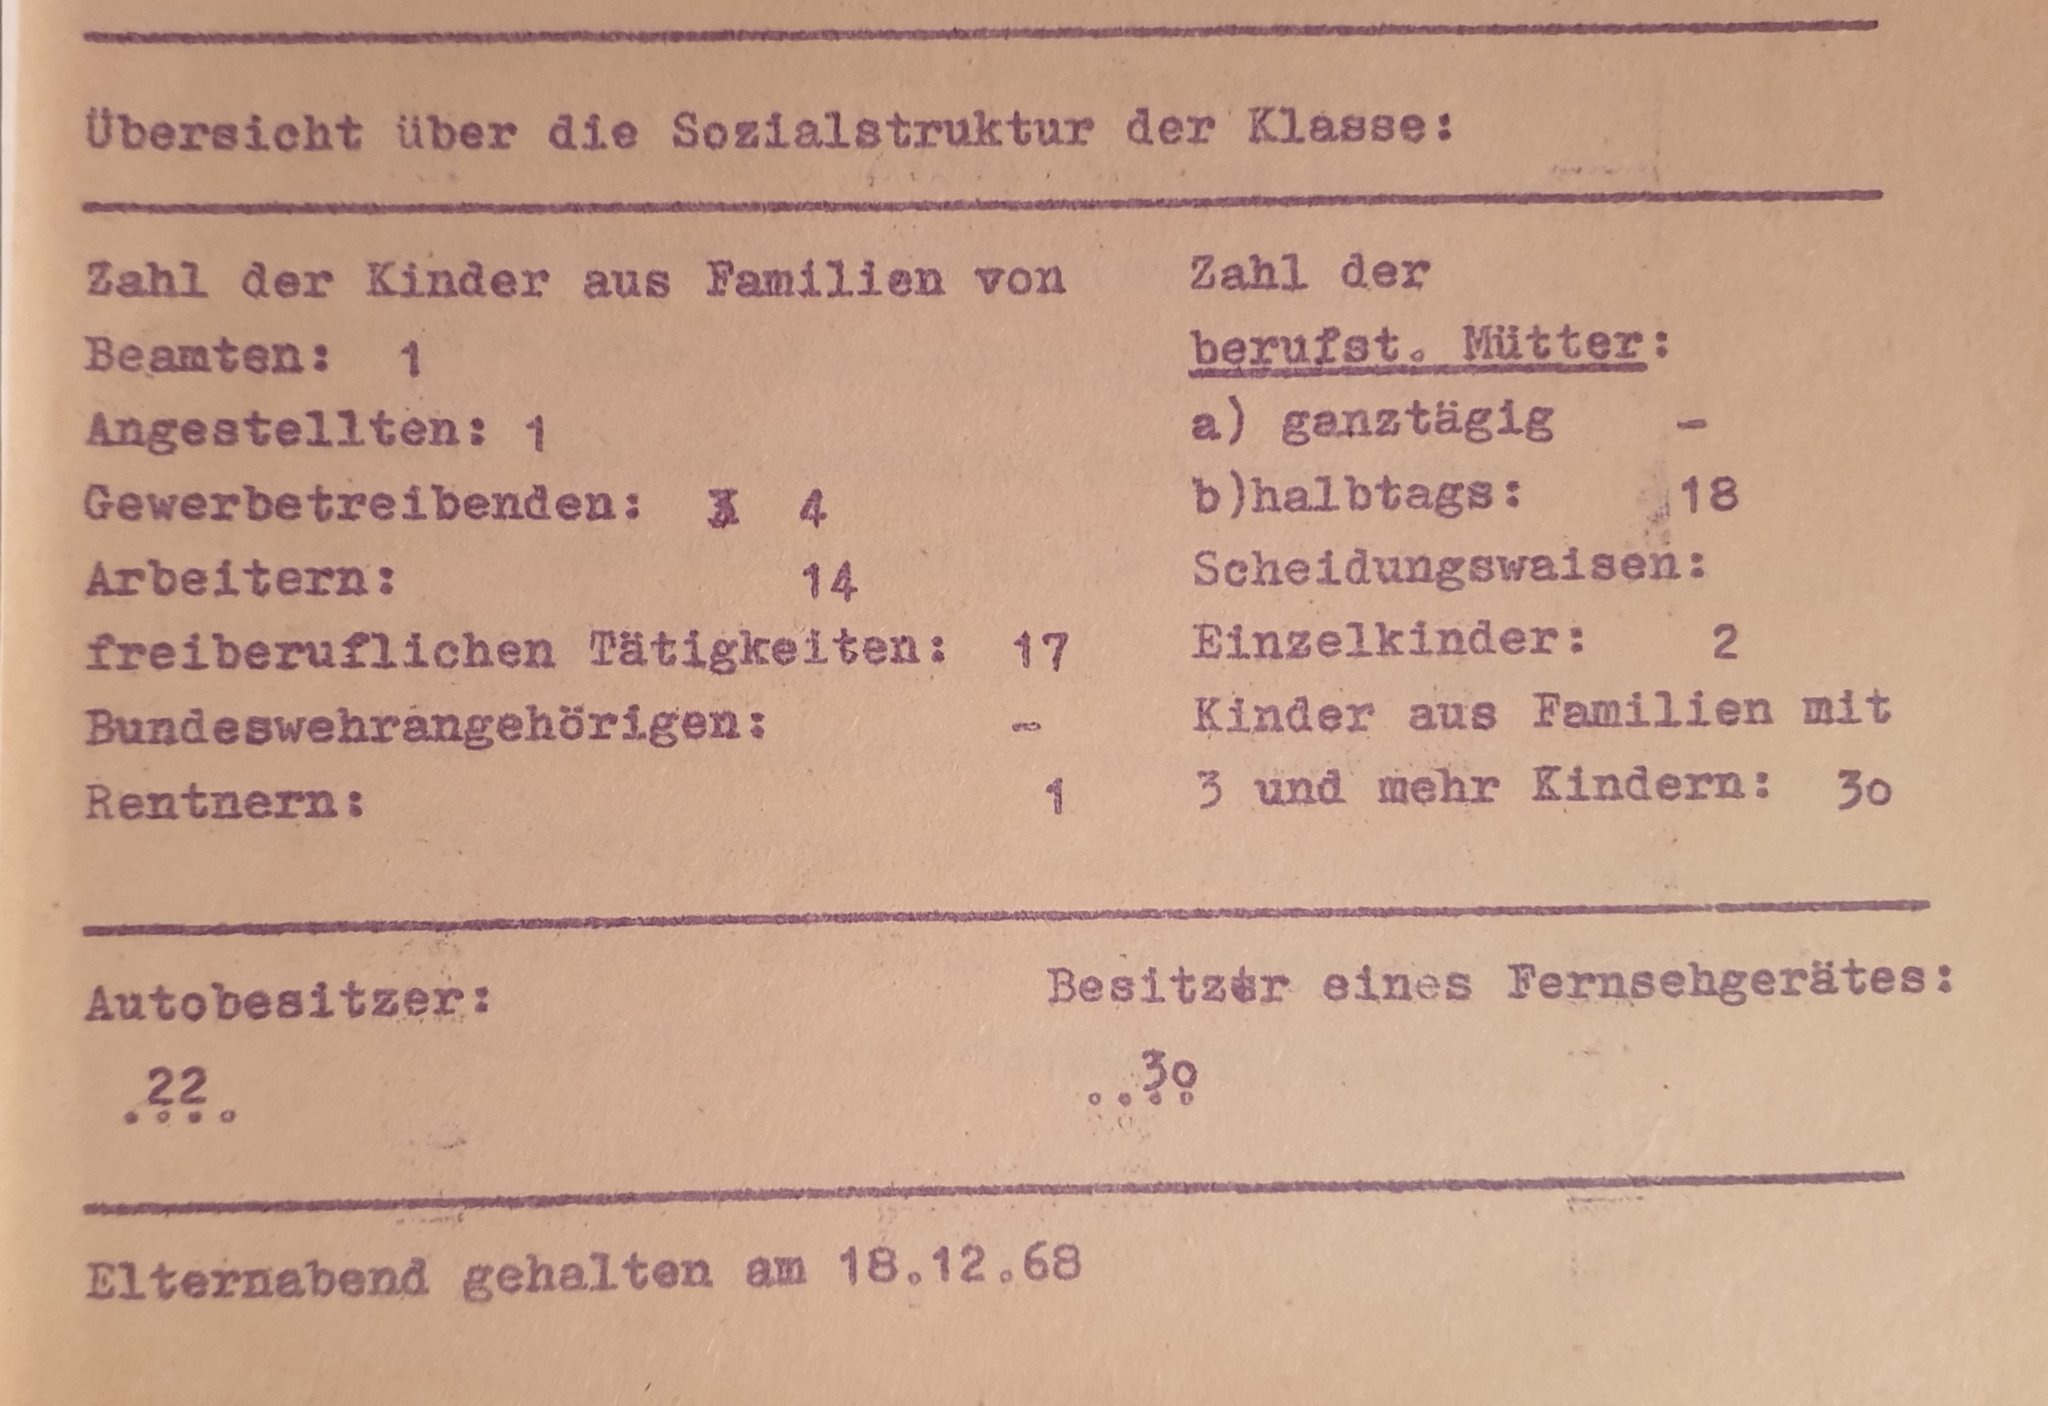 Übersicht über die Sozialstruktur der Klasse:
Zahl der Kinder aus Familien von
Beamten: 1
Angestellten: 1
Gewerbetreibenden: 4
Arbeitern: 14
freiberuflichen Tätigkeiten: 17
Bundeswehrangehörigen: -
Rentnern: 1
Zahl der
berufst. Mütter:
a) ganztägig -
b)halbtags: 18
Scheidungswaisen:
Einzelkinder: 2
Kinder aus Familien mit
3 und mehr Kindern: 3o
Autobesitzer:
22
....
Besitzer eines Fernsehgerätes:
3o
....
Elternabend gehalten am 18.12.68